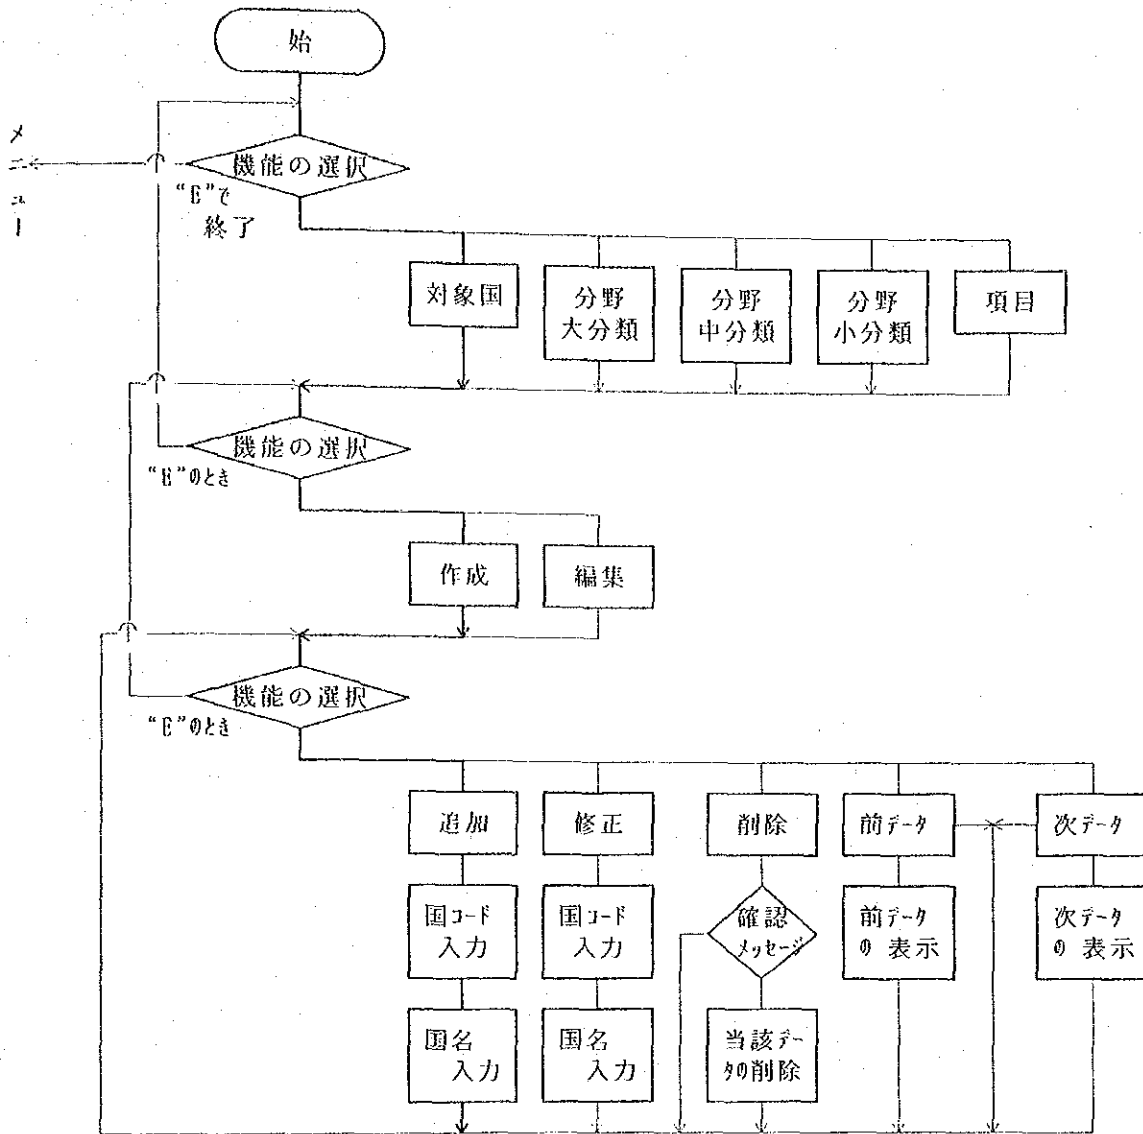 始
メニュー
機能の選択
“E”で
終了
対象国
分野
大分類
分野
中分類
分野
小分類
項目
機能の選択
“E”のとき
作成
編集
機能の選択
“E”のとき
追加
修正
削除
前データ
次データ
国コード
入力
国コード
入力
確認
メッセージ
前データ
の 表示
次データ
の 表示
国名
入力
国名
入力
当該デー
タの削除